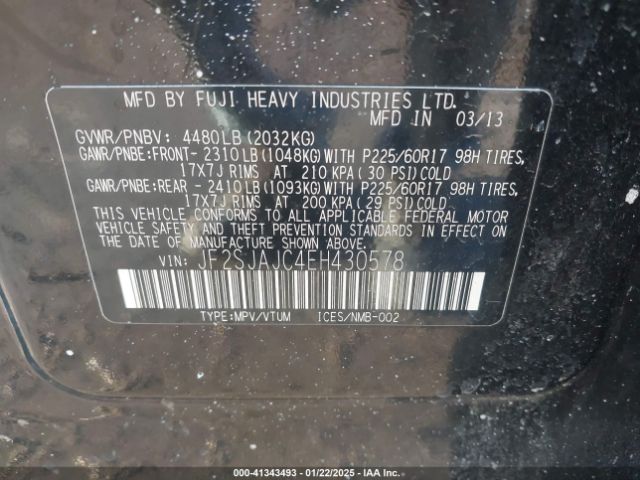 MFD BY FUJI HEAVY INDUSTRIES LTD.
MFD IN 03/13
GVWR/PNBV: 4480LB (2032KG)
GAWR/PNBE:FRONT- 2310LB(1048KG)WITH P225/60R17 98H TIRES,
17X7J RIMS AT 210 KPA ( 30 PSI) COLD
GAWR/PNBE:REAR - 2410LB(1093KG)WITH P225/60R17 98H TIRES,
17X7J RIMS AT 200 KPA ( 29 PSI) COLD.
THIS VEHICLE CONFORMS TO ALL APPLICABLE FEDERAL MOTOR
VEHICLE SAFETY AND THEFT PREVENTION STANDARDS IN EFFECT
ON THE DATE OF MANUFACTURE SHOWN ABOVE.
VIN: JF2SJAJC4EH430578
TYPE:MPV/VTUM ICES/NMB-002
000-41343493 - 01/22/2025 - IAA Inc.